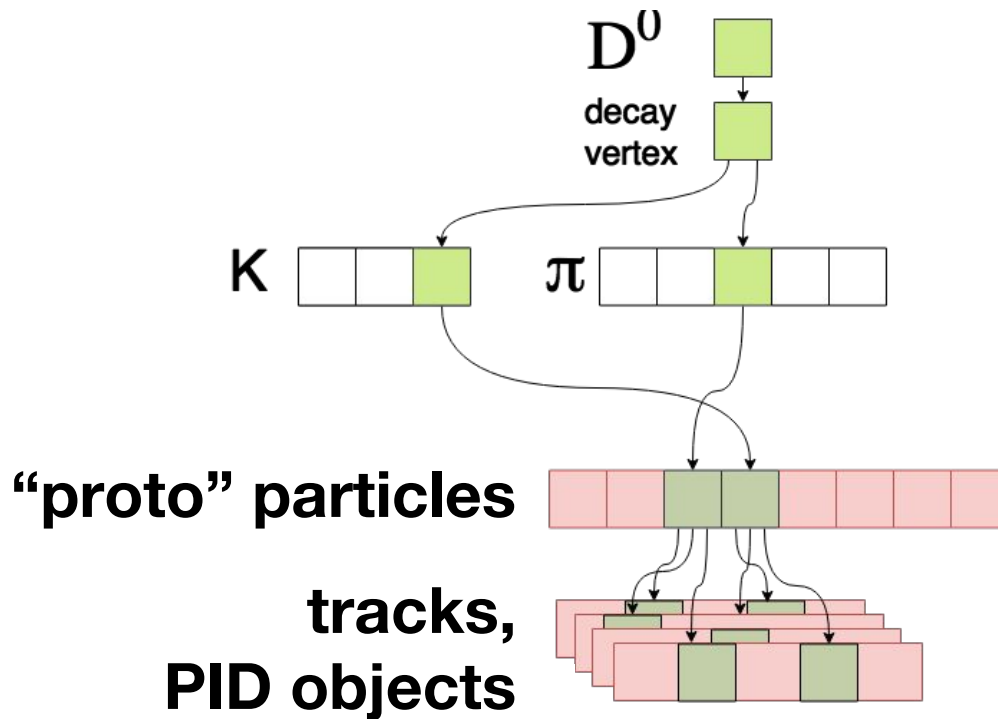 D⁰
decay
vertex
K
π
“proto” particles
tracks,
PID objects